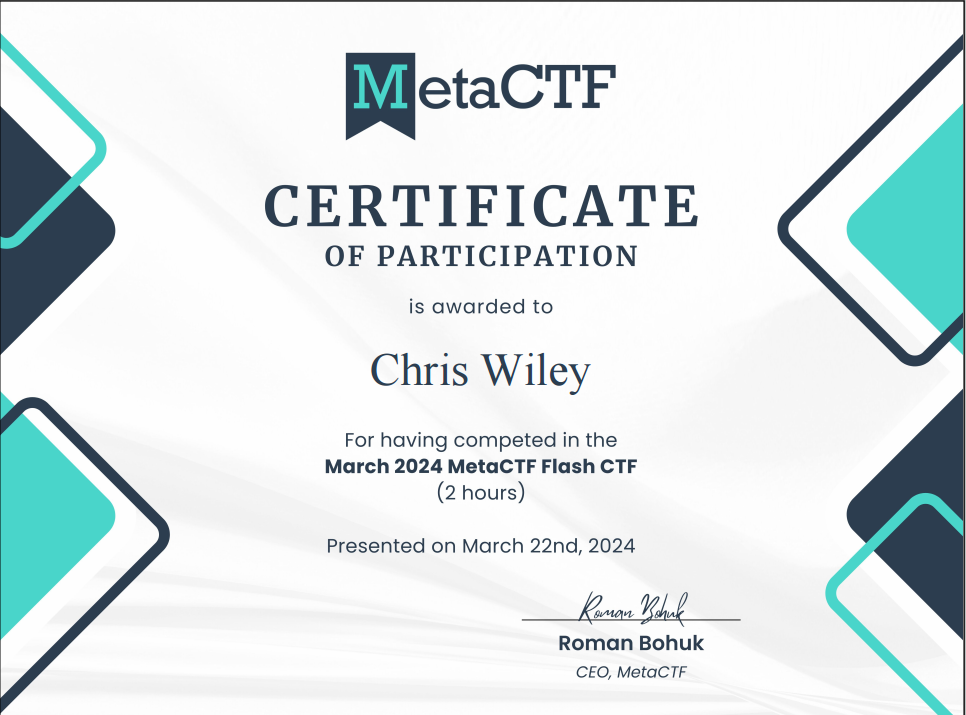 MetaCTF
CERTIFICATE
OF PARTICIPATION
is awarded to
Chris Wiley
For having competed in the
March 2024 MetaCTF Flash CTF
(2 hours)
Presented on March 22nd, 2024
Roman Bohuk
Roman Bohuk
CEO, MetaCTF